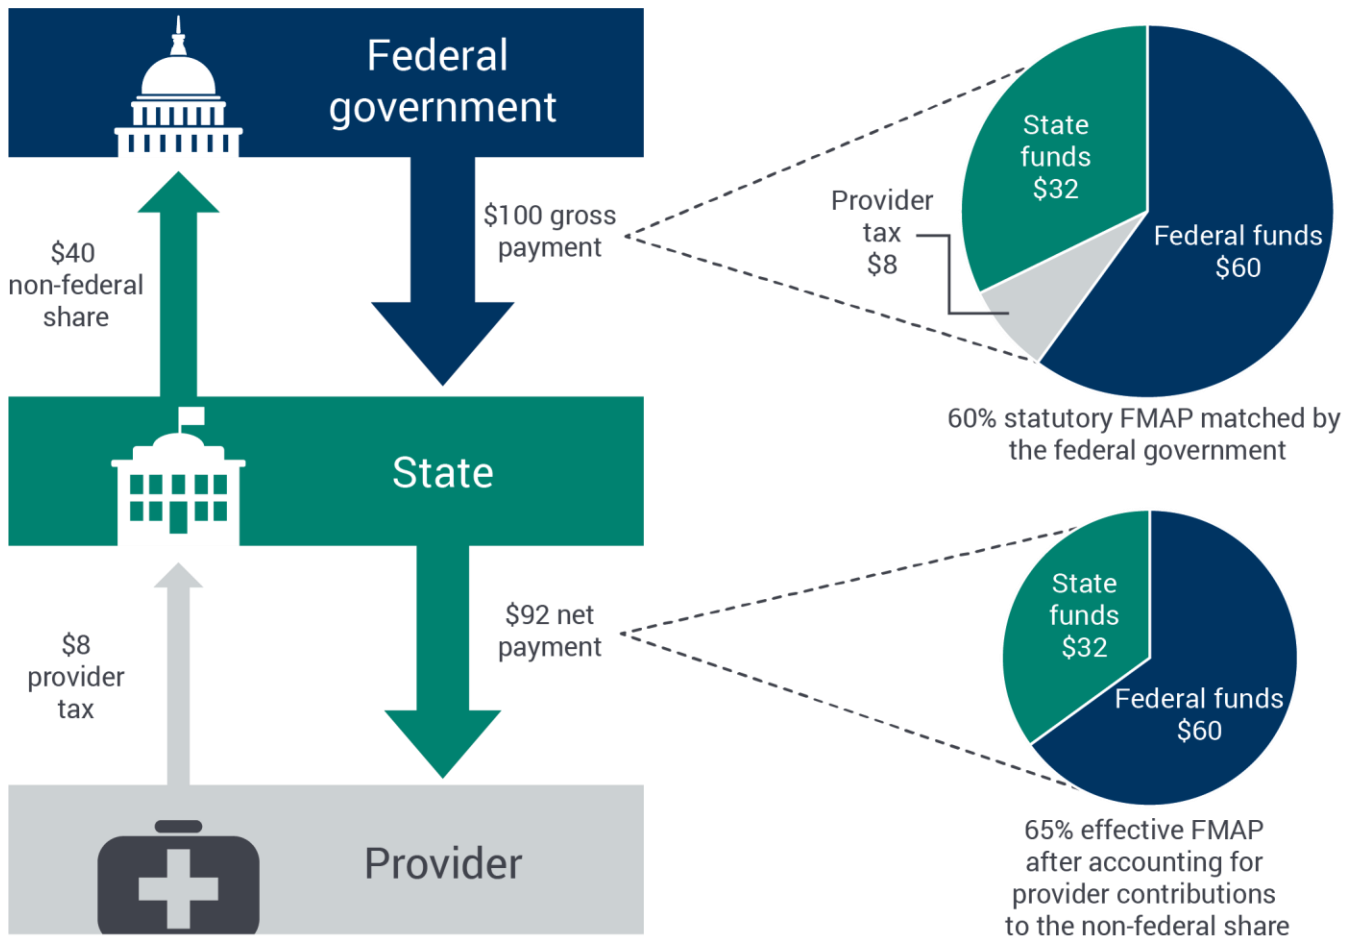 Federal
government
$100 gross
payment
$40
non-federal
share
State
funds
$32
Provider
tax
$8
Federal funds
$60
60% statutory FMAP matched by
the federal government
State
$92 net
payment
$8
provider
tax
State
funds
$32
Federal funds
$60
Provider
65% effective FMAP
after accounting for
provider contributions
to the non-federal share